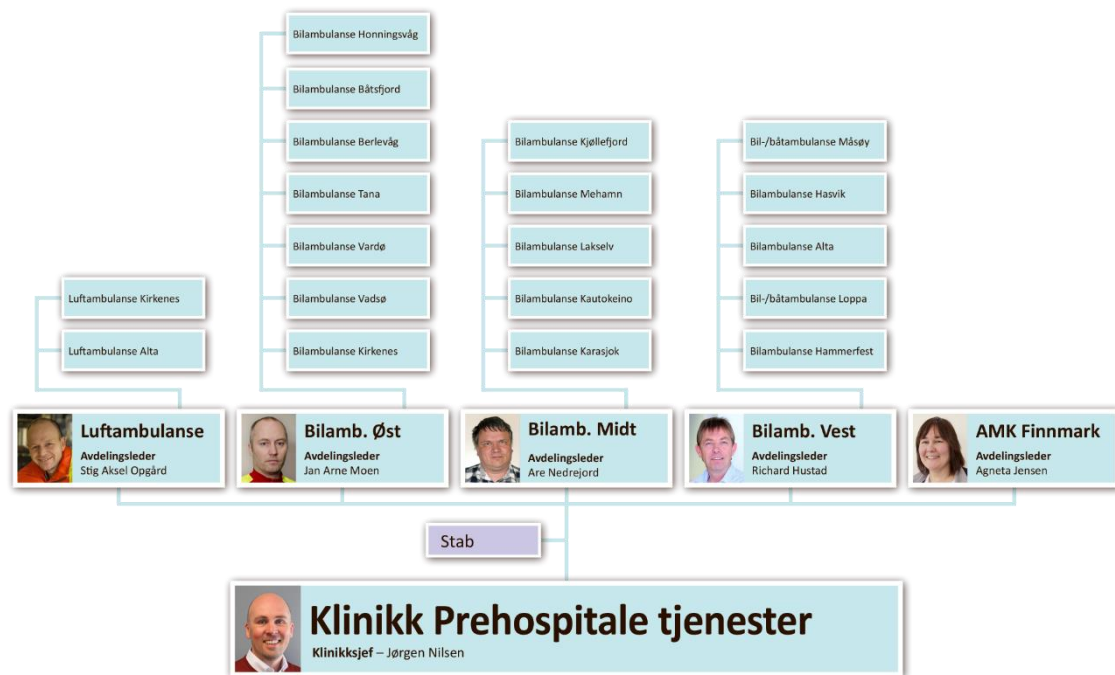 Bilambulanse Honningsvåg
Bilambulanse Båtsfjord
Bilambulanse Berlevåg
Bilambulanse Tana
Bilambulanse Vardø
Bilambulanse Vadsø
Bilambulanse Kirkenes
Bilambulanse Kjøllefjord
Bilambulanse Mehamn
Bilambulanse Lakselv
Bilambulanse Kautokeino
Bilambulanse Karasjok
Bil-/båtambulanse Måsøy
Bilambulanse Hasvik
Bilambulanse Alta
Bil-/båtambulanse Loppa
Bilambulanse Hammerfest
Luftambulanse Kirkenes
Luftambulanse Alta
Luftambulanse
Avdelingsleder
Stig Aksel Opgård
Bilamb. Øst
Avdelingsleder
Jan Arne Moen
Bilamb. Midt
Avdelingsleder
Are Nedrejord
Bilamb. Vest
Avdelingsleder
Richard Hustad
AMK Finnmark
Avdelingsleder
Agneta Jensen
Stab
Klinikk Prehospitale tjenester
Klinikksjef – Jørgen Nilsen